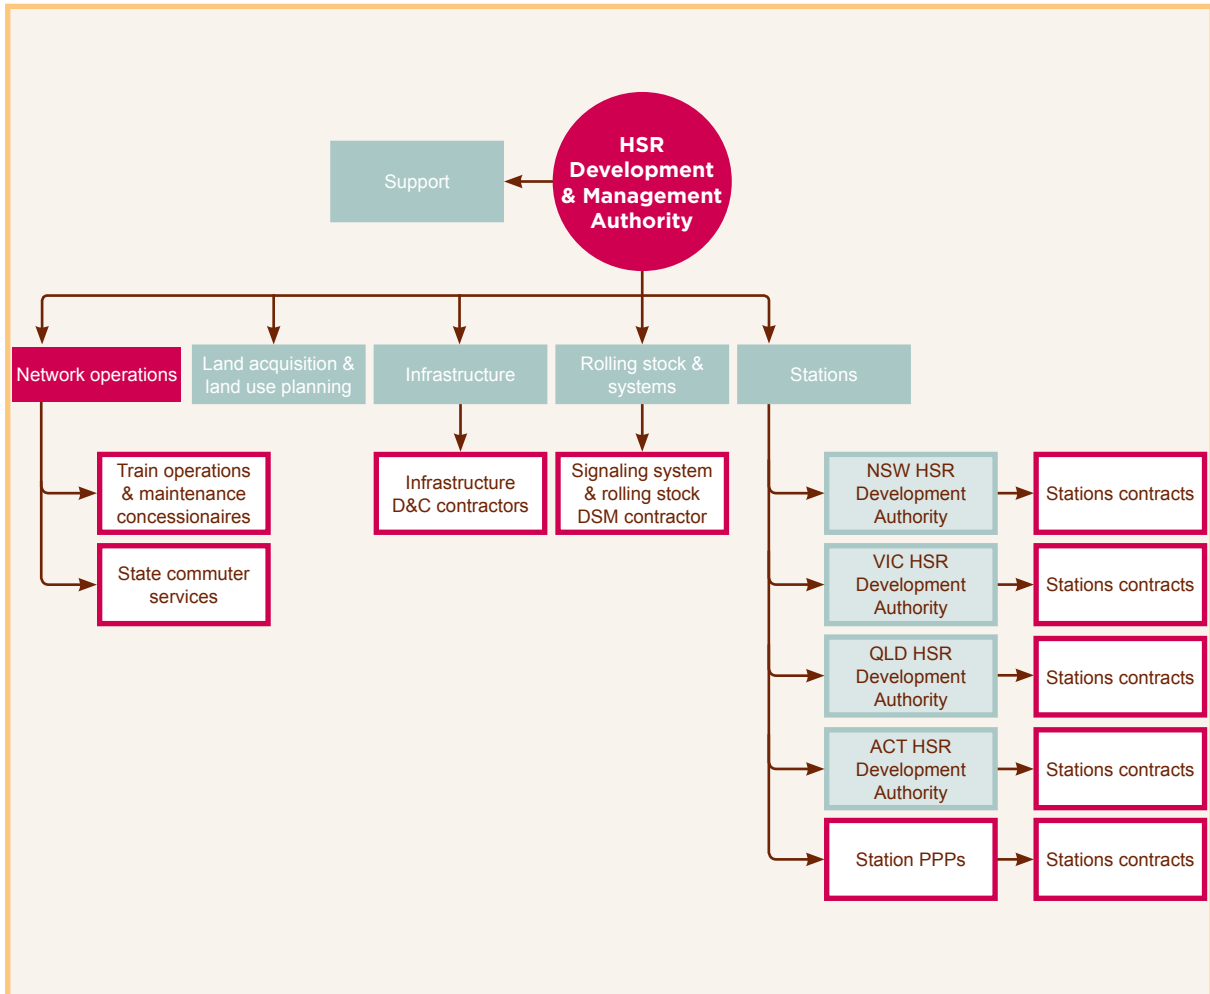 HSR
Development
& Management
Authority
Support
Network operations
Land acquisition &
land use planning
Infrastructure
Rolling stock &
systems
Stations
Train operations
& maintenance
concessionaires
State commuter
services
Infrastructure
D&C contractors
Signaling system
& rolling stock
DSM contractor
NSW HSR
Development
Authority
Stations contracts
VIC HSR
Development
Authority
Stations contracts
QLD HSR
Development
Authority
Stations contracts
ACT HSR
Development
Authority
Stations contracts
Station PPPs
Stations contracts